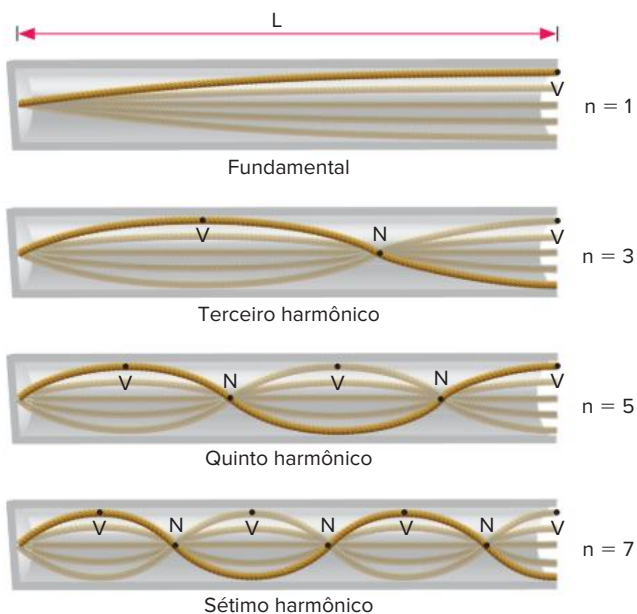 L
V
n = 1
Fundamental
V
N
V
n = 3
Terceiro harmônico
V
N
V
N
V
n = 5
Quinto harmônico
V
N
V
N
V
N
V
n = 7
Sétimo harmônico